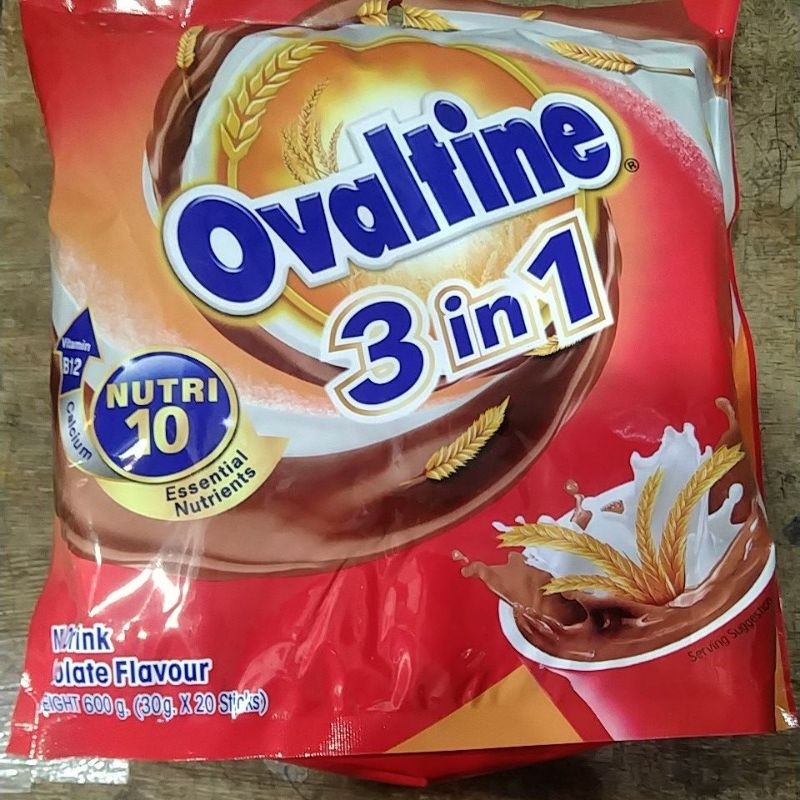 Ovaltine®
3 in 1
Vitamin
B12
Calcium
NUTRI
10
Essential
Nutrients
Serving Suggestion
olate Flavour
EIGHT 600 g. (30g. X 20 Sticks)